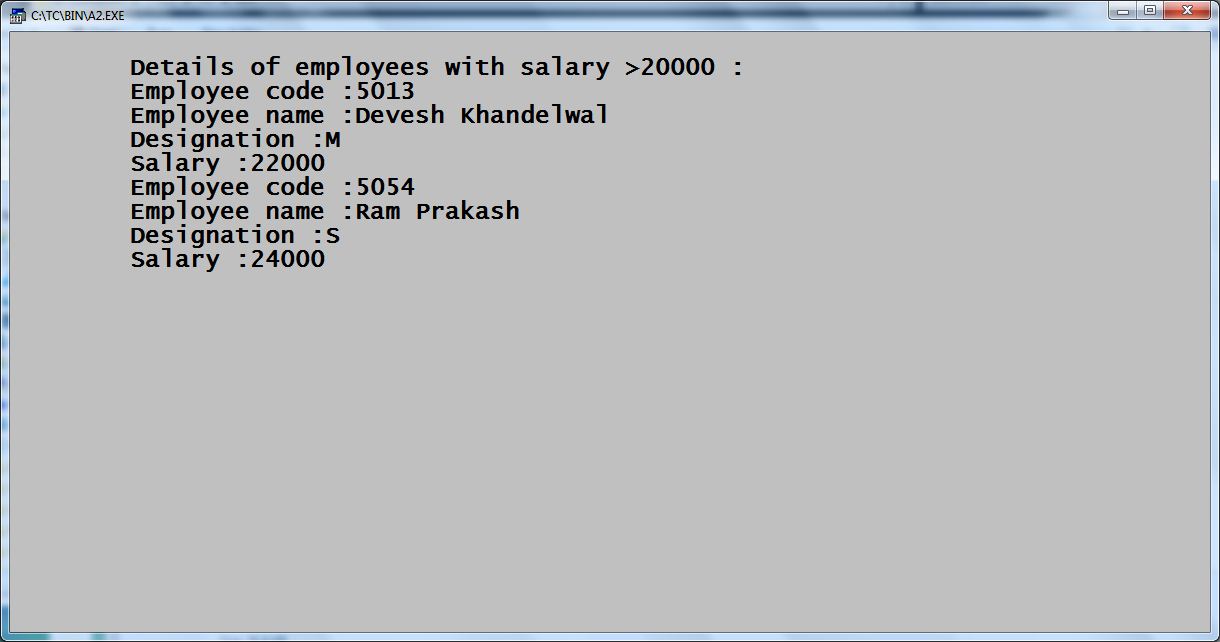 C:\TC\BIN\A2.EXE
Details of employees with salary >20000 :
Employee code :5013
Employee name :Devesh Khandelwal
Designation :M
Salary :22000
Employee code :5054
Employee name :Ram Prakash
Designation :S
Salary :24000